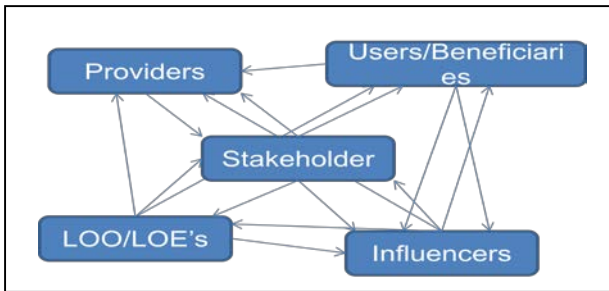 Providers
Users/Beneficiari
es
Stakeholder
LOO/LOE's
Influencers